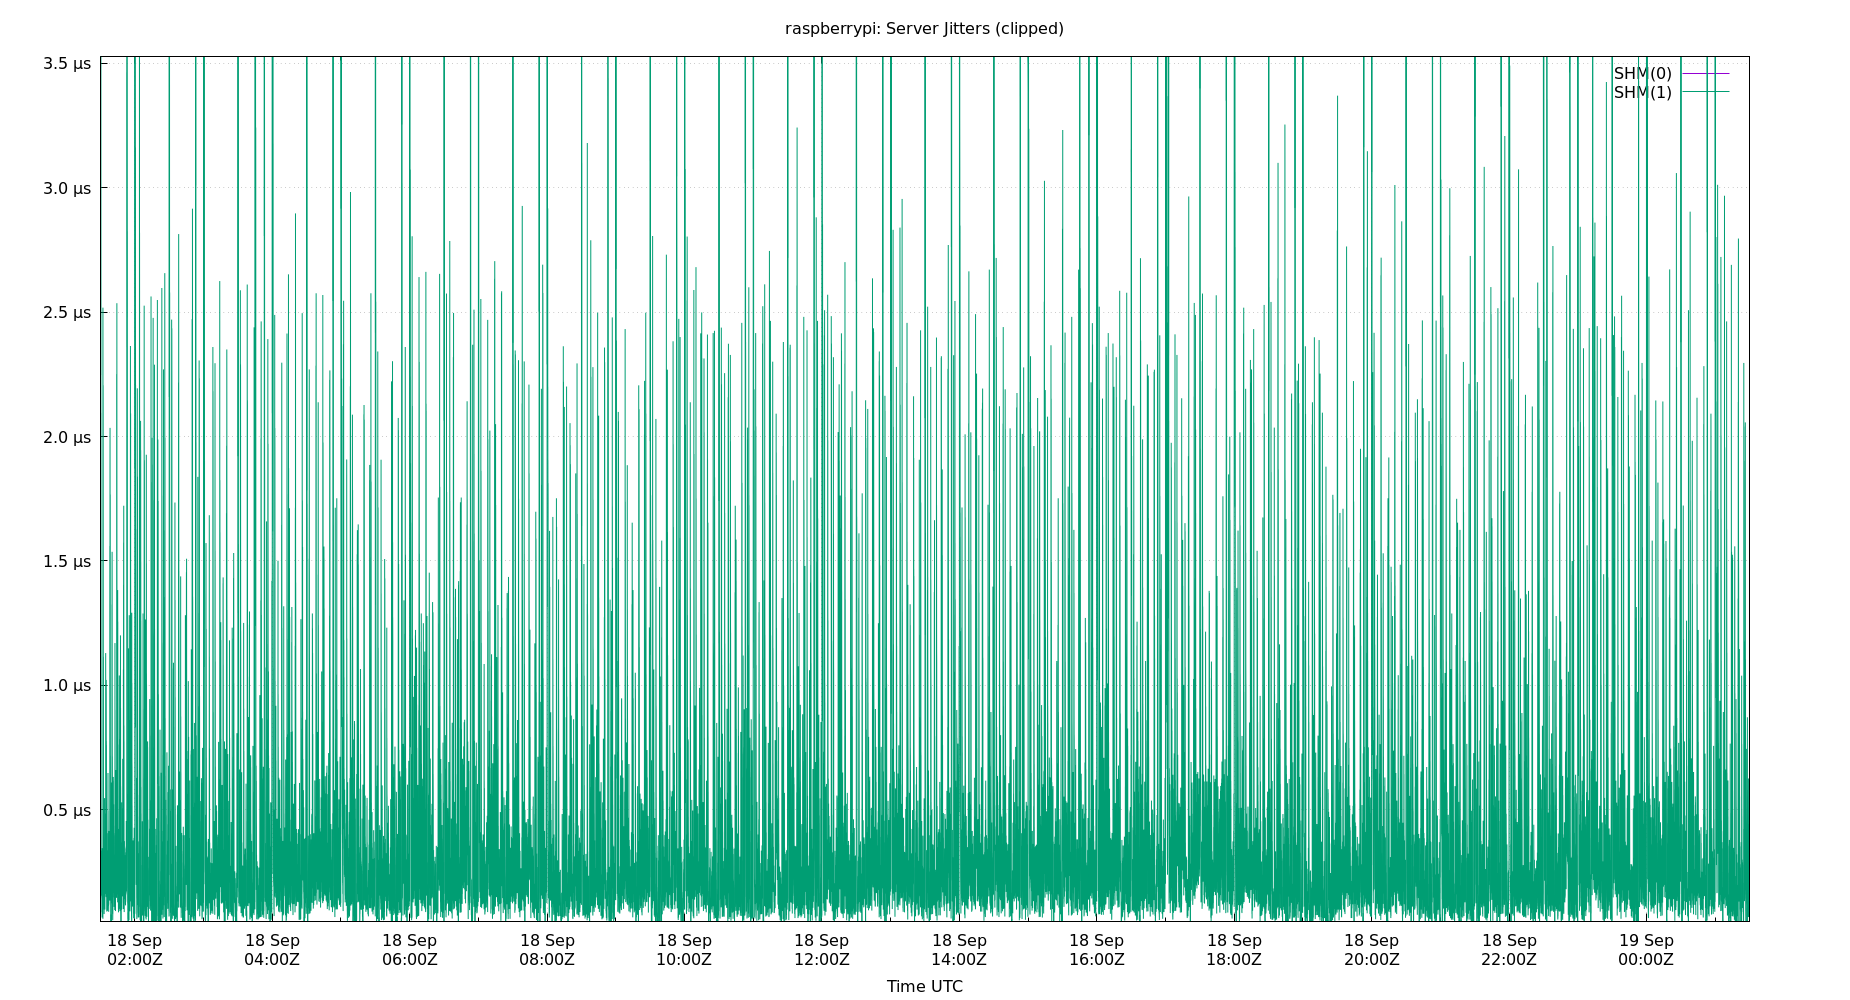 raspberrypi: Server Jitters (clipped)
3.5 µs
3.0 µs
2.5 µs
2.0 µs
1.5 µs
1.0 µs
0.5 µs
SHM(0)
SHM(1)
18 Sep 18 Sep 18 Sep 18 Sep 18 Sep 18 Sep 18 Sep 18 Sep 18 Sep 18 Sep 18 Sep 19 Sep
02:00Z 04:00Z 06:00Z 08:00Z 10:00Z 12:00Z 14:00Z 16:00Z 18:00Z 20:00Z 22:00Z 00:00Z
Time UTC